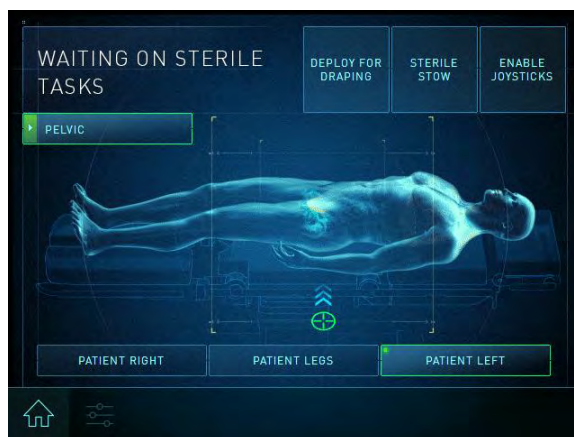 WAITING ON STERILE
TASKS
DEPLOY FOR
DRAPING
STERILE
STOW
ENABLE
JOYSTICKS
PELVIC
PATIENT RIGHT
PATIENT LEGS
PATIENT LEFT